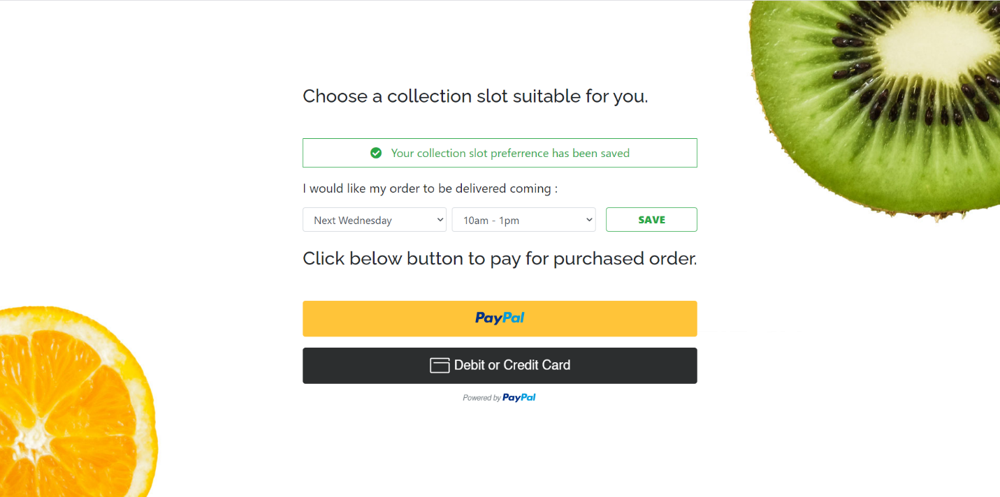 Choose a collection slot suitable for you.
Your collection slot preferrence has been saved
I would like my order to be delivered coming :
Next Wednesday 10am - 1pm SAVE
Click below button to pay for purchased order.
PayPal
Debit or Credit Card
Powered by PayPal